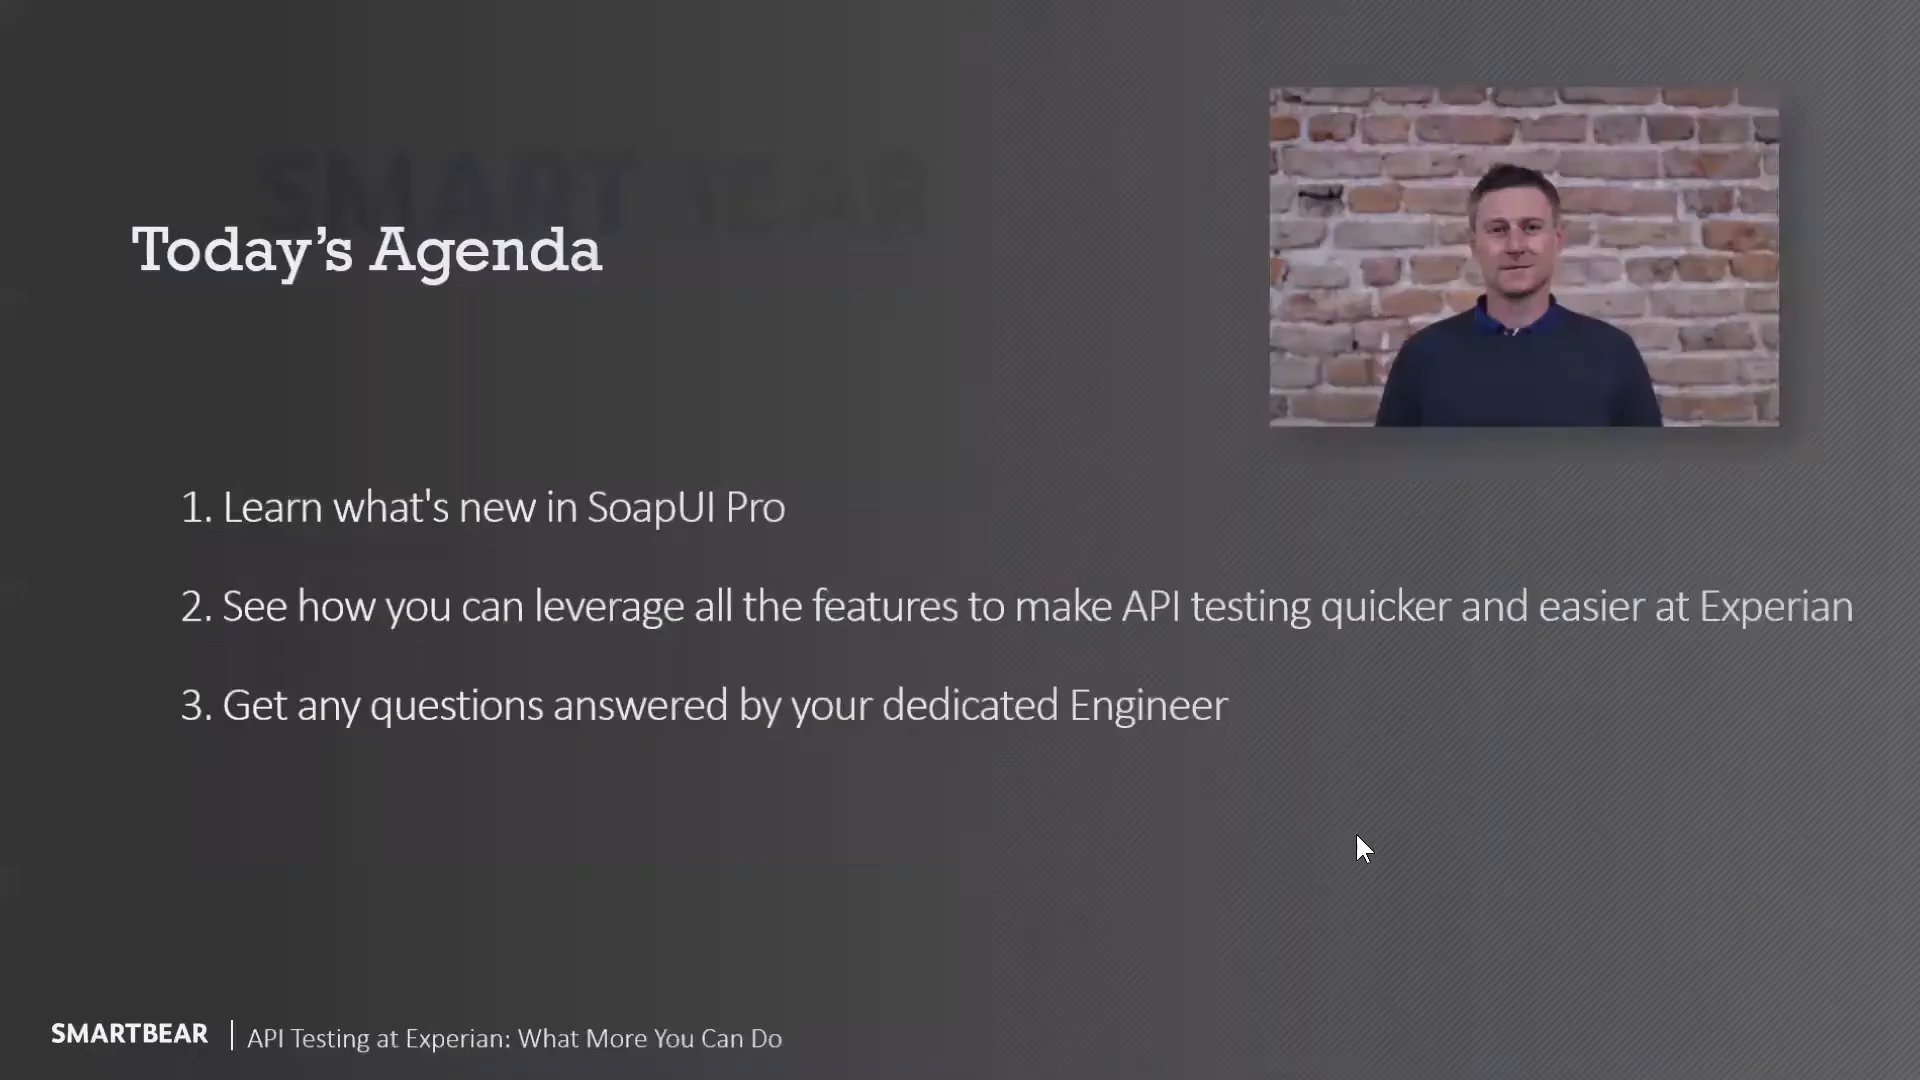 SMARTBEAR
Today's Agenda
1. Learn what's new in SoapUI Pro
2. See how you can leverage all the features to make API testing quicker and easier at Experian
3. Get any questions answered by your dedicated Engineer
SMARTBEAR | API Testing at Experian: What More You Can Do